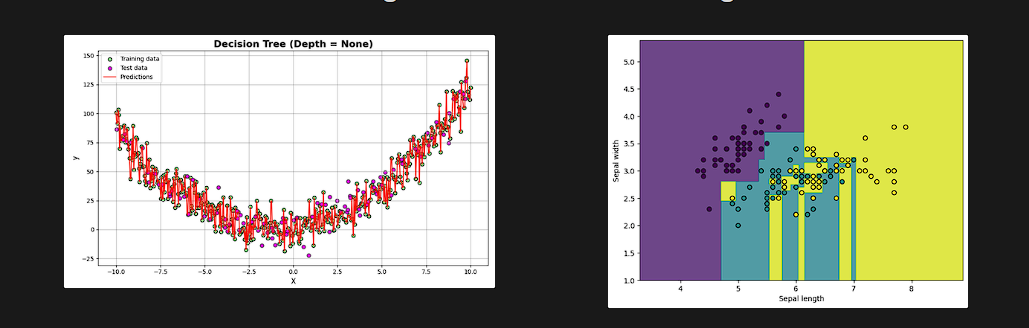 Decision Tree (Depth = None)
Training data
Test data
Predictions
150
125
100
75
50
25
0
−25
y
−10.0 −7.5 −5.0 −2.5 0.0 2.5 5.0 7.5 10.0
X
5.0
4.5
4.0
3.5
3.0
2.5
2.0
1.5
1.0
Sepal width
4 5 6 7 8
Sepal length